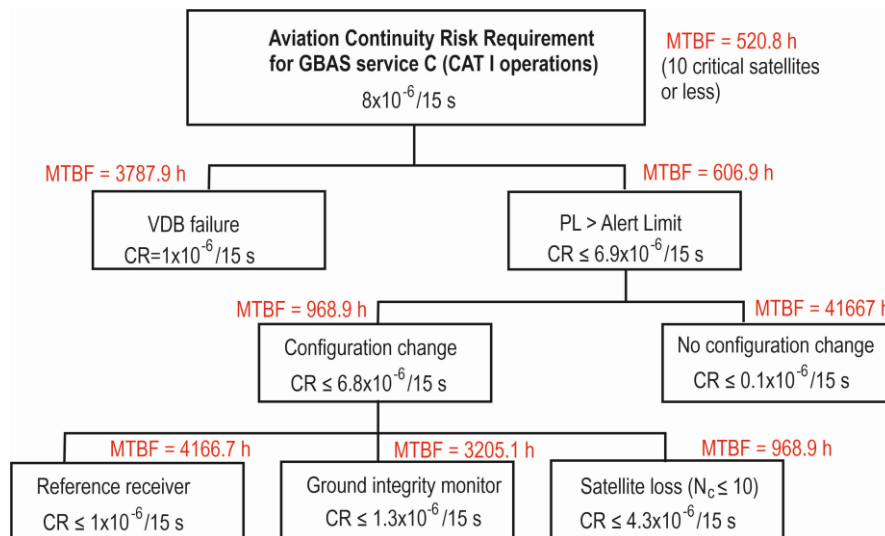 Aviation Continuity Risk Requirement
for GBAS service C (CAT I operations)
8x10⁻⁶/15 s
MTBF = 520.8 h
(10 critical satellites
or less)
MTBF = 3787.9 h
VDB failure
CR=1x10⁻⁶/15 s
MTBF = 606.9 h
PL > Alert Limit
CR ≤ 6.9x10⁻⁶/15 s
MTBF = 968.9 h
Configuration change
CR ≤ 6.8x10⁻⁶/15 s
MTBF = 41667 h
No configuration change
CR ≤ 0.1x10⁻⁶/15 s
MTBF = 4166.7 h
Reference receiver
CR ≤ 1x10⁻⁶/15 s
MTBF = 3205.1 h
Ground integrity monitor
CR ≤ 1.3x10⁻⁶/15 s
MTBF = 968.9 h
Satellite loss (N_C ≤ 10)
CR ≤ 4.3x10⁻⁶/15 s